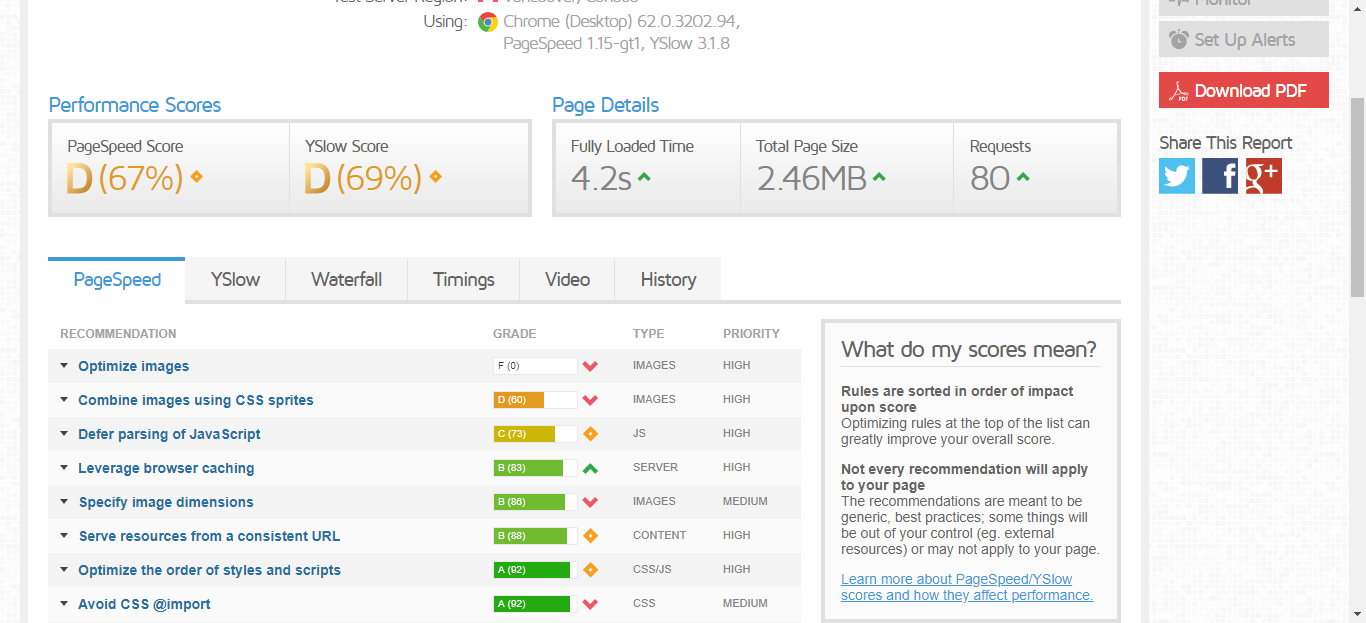 Test Server Region:
Vancouver, Canada
Using:
Chrome (Desktop) 62.0.3202.94,
PageSpeed 1.15-gt1, YSlow 3.1.8
Monitor
Set Up Alerts
Download PDF
Share This Report
Performance Scores
PageSpeed Score
D (67%)
YSlow Score
D (69%)
Page Details
Fully Loaded Time
4.2s
Total Page Size
2.46MB
Requests
80
PageSpeed
YSlow
Waterfall
Timings
Video
History
RECOMMENDATION GRADE TYPE PRIORITY
Optimize images F (0) IMAGES HIGH
Combine images using CSS sprites D (60) IMAGES HIGH
Defer parsing of JavaScript C (73) JS HIGH
Leverage browser caching B (83) SERVER HIGH
Specify image dimensions B (86) IMAGES MEDIUM
Serve resources from a consistent URL B (88) CONTENT HIGH
Optimize the order of styles and scripts A (92) CSS/JS HIGH
Avoid CSS @import A (92) CSS MEDIUM
What do my scores mean?
Rules are sorted in order of impact
upon score
Optimizing rules at the top of the list can
greatly improve your overall score.
Not every recommendation will apply
to your page
The recommendations are meant to be
generic, best practices; some things will
be out of your control (eg. external
resources) or may not apply to your page.
Learn more about PageSpeed/YSlow
scores and how they affect performance.